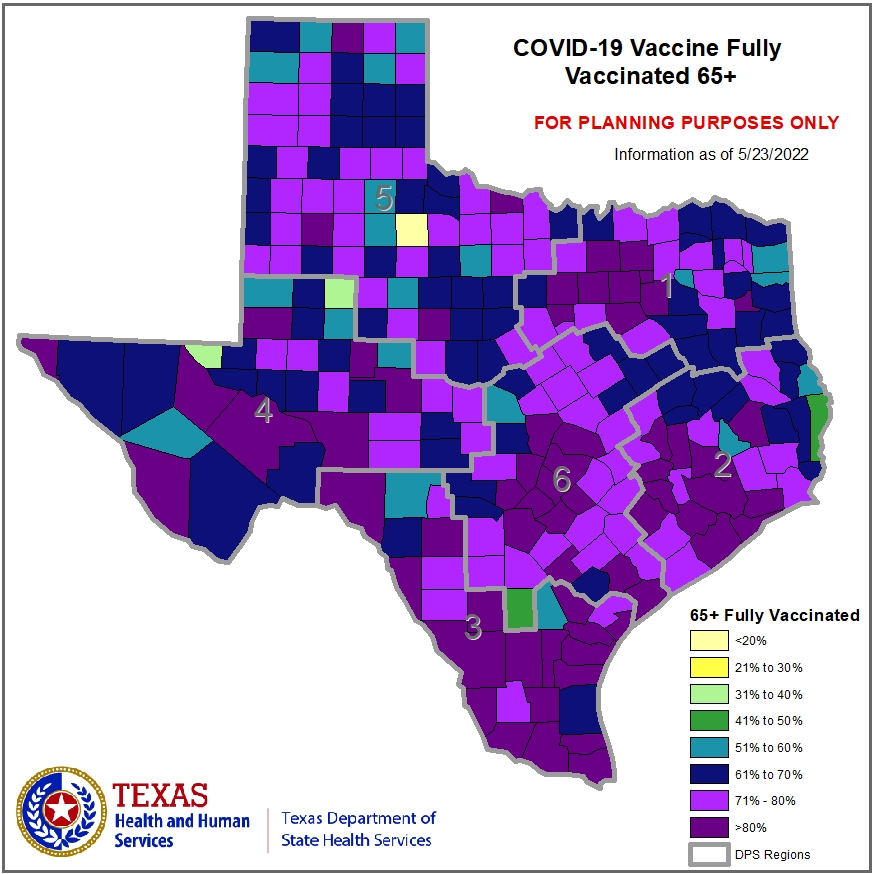 COVID-19 Vaccine Fully
Vaccinated 65+
FOR PLANNING PURPOSES ONLY
Information as of 5/23/2022
5
1
4
2
6
3
65+ Fully Vaccinated
<20%
21% to 30%
31% to 40%
41% to 50%
51% to 60%
61% to 70%
71% - 80%
>80%
DPS Regions
TEXAS
Health and Human
Services
Texas Department of
State Health Services